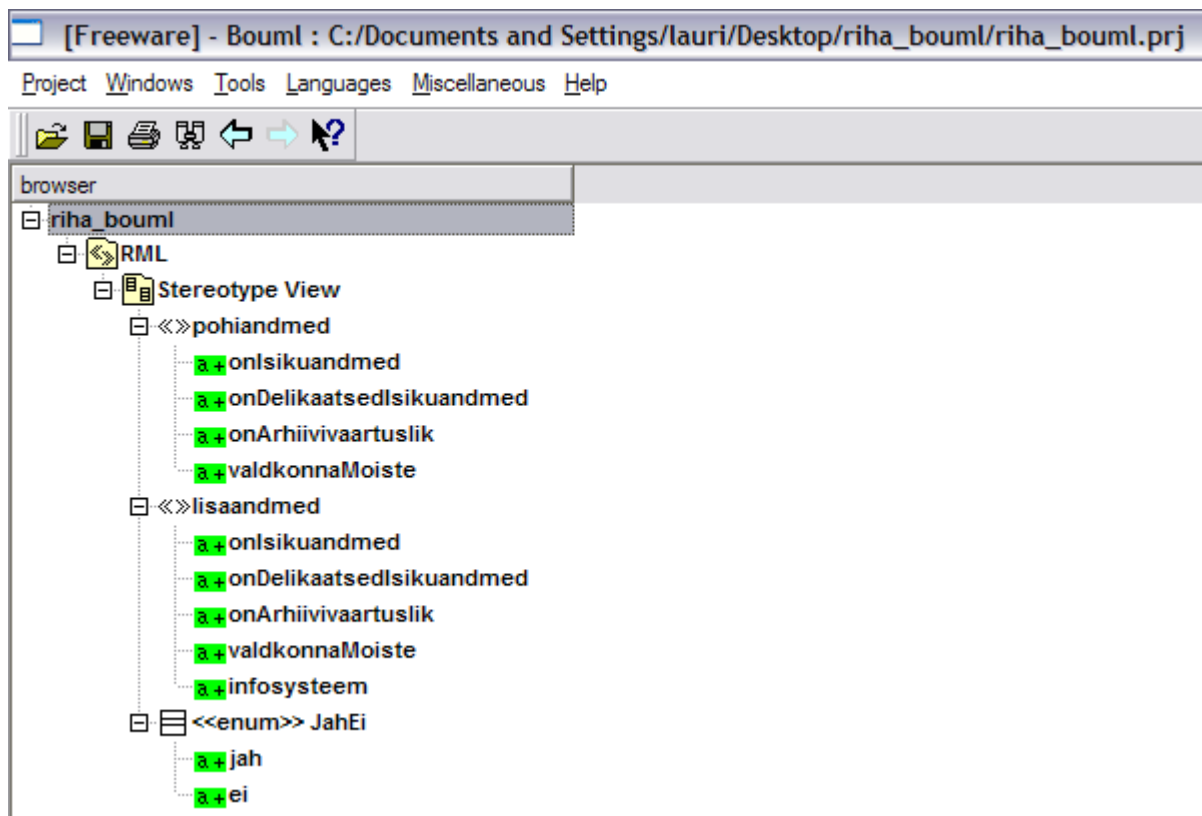 [Freeware] - Bouml : C:/Documents and Settings/lauri/Desktop/riha_bouml/riha_bouml.prj
Project Windows Tools Languages Miscellaneous Help
browser
riha_bouml
«»RML
Stereotype View
«»pohiandmed
a+onIsikuandmed
a+onDelikaatsedIsikuandmed
a+onArhiivivaartuslik
a+valdkonnaMoiste
«»lisaandmed
a+onIsikuandmed
a+onDelikaatsedIsikuandmed
a+onArhiivivaartuslik
a+valdkonnaMoiste
a+infosysteem
<<enum>> JahEi
a+jah
a+ei